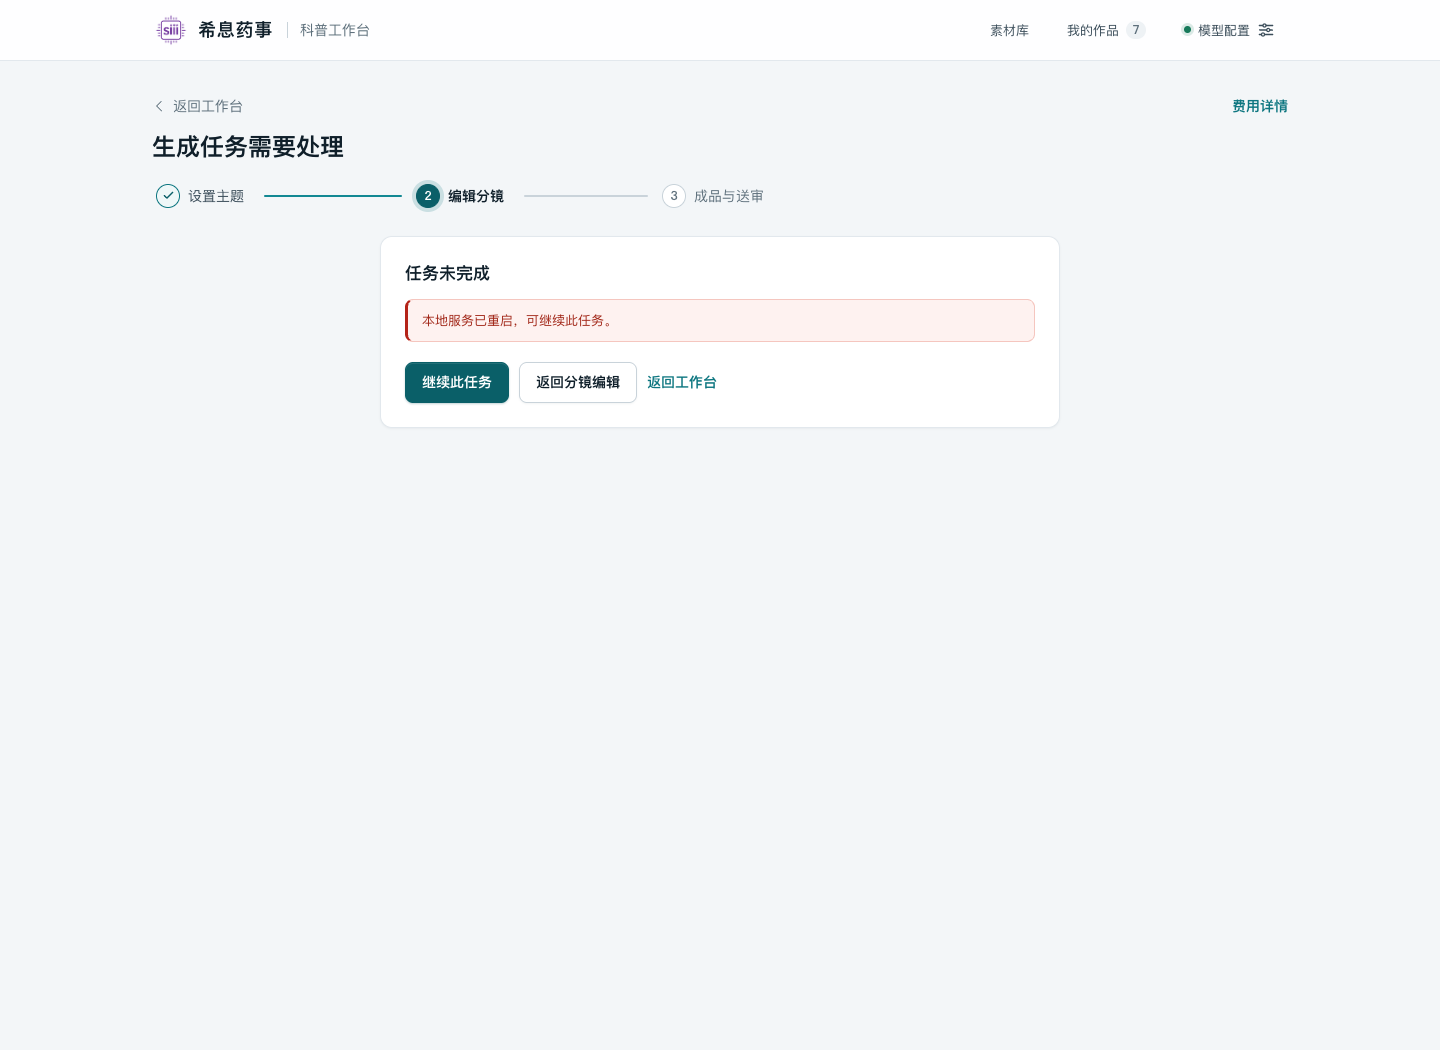 siii 希息药事 科普工作台 素材库 我的作品 7 模型配置
返回工作台 费用详情
生成任务需要处理
设置主题 2 编辑分镜 3 成品与送审
任务未完成
本地服务已重启，可继续此任务。
继续此任务 返回分镜编辑 返回工作台